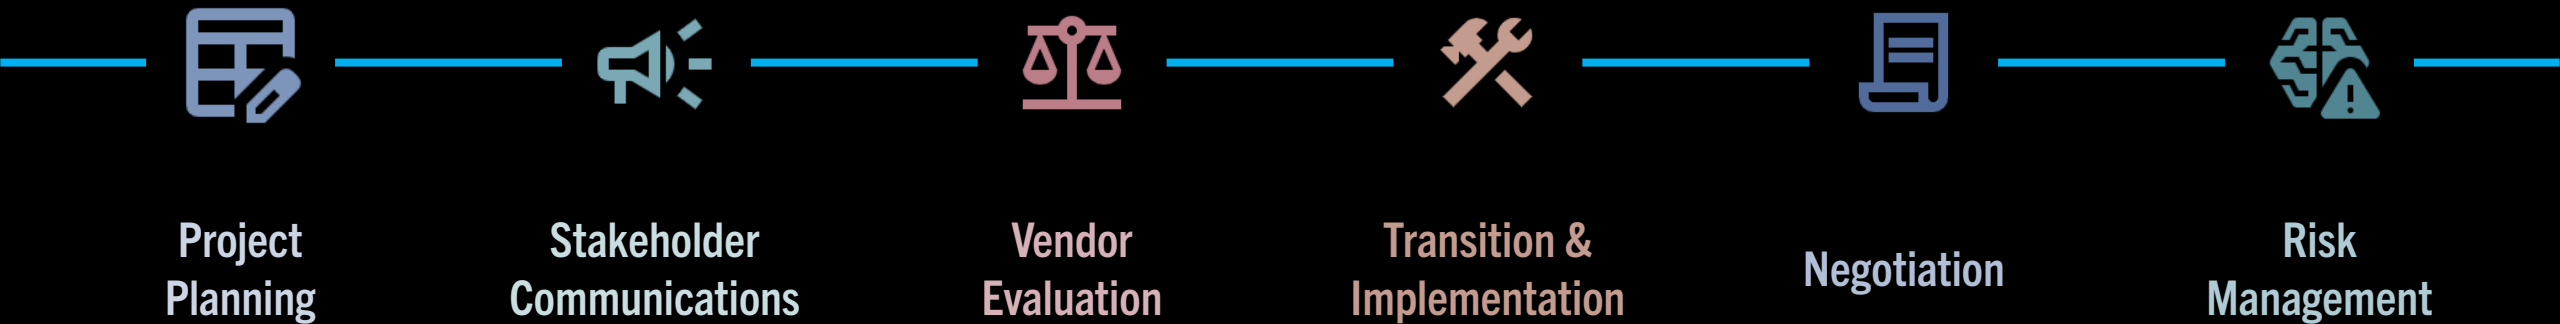 Project
Planning
Stakeholder
Communications
Vendor
Evaluation
Transition &
Implementation
Negotiation
Risk
Management